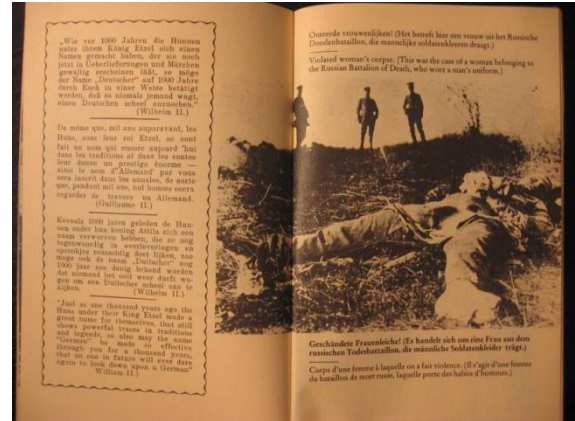 „Wie vor 1000 Jahren die Hunnen
unter ihrem König Etzel sich einen
Namen gemacht haben, der sie noch
jetzt in Ueberlieferungen und Märchen
gewaltig erscheinen läßt, so möge
der Name „Deutscher" auf 1000 Jahre
durch Euch in einer Weise betätigt
werden, daß es niemals jemand wagt,
einen Deutschen scheel anzusehen."
(Wilhelm II.)
De même que, mil ans auparavant, les
Huns, sous leur roi Etzel, se sont
fait un nom qui encore aujourd'hui
dans les traditions et dans les contes
leur donne un prestige énorme —
ainsi le nom d'Allemand' par vous
sera inscrit dans les annales, de sorte
que, pendant mil ans, nul homme osera
regarder de travers un Allemand.
(Guillaume II.)
Evenals 1000 jaren geleden de Hun-
nen onder hun koning Attila zich een
naam verworven hebben, die ze nog
tegenwoordig in overleveringen en
sprookjes reusachtig doet lijken, zoo
moge ook de naam „Duitscher" nog
1000 jaar zoo danig bekend worden
dat niemand het ooit weer durft wa-
gen om een Duitscher scheel aan te
kijken.
(Wilhelm II.)
"Just as one thousand years ago the
Huns under their King Etzel made a
great name for themselves, that still
shows powerful traces in traditions
and legends, so also may the name
"German" be made so effective
through you for a thousand years,
that no one in future will ever dare
again to look down upon a German"
William II.)
Onteerde vrouwenlijken! (Het betreft hier een vrouw uit het Russische
Doodenbataillon, die mannelijke soldatenkleeren draagt.)
Violated woman's corpse. (This was the case of a woman belonging to
the Russian Battalion of Death, who wore a man's uniform.)
Geschändete Frauenleiche! (Es handelt sich um eine Frau aus dem
russischen Todenbattaillon, die männliche Soldatenkleider trägt.)
Corps d'une femme à laquelle on a fait violence. (Il s'agit d'une femme
du bataillon de mort russe, laquelle porte des habits d'hommes.)